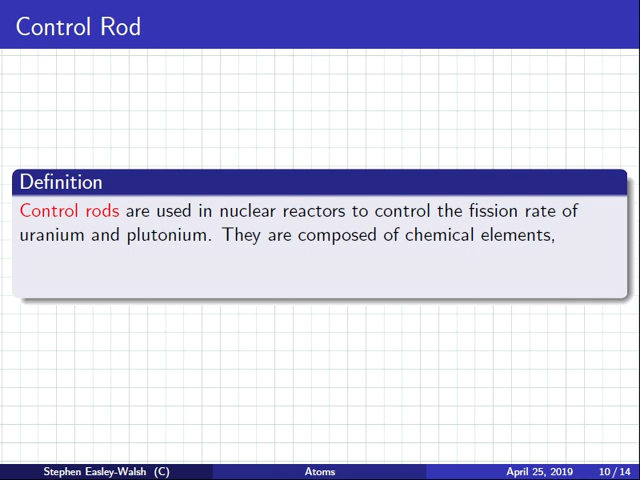 Control Rod
Definition
Control rods are used in nuclear reactors to control the fission rate of
uranium and plutonium. They are composed of chemical elements,
Stephen Easley-Walsh (C) Atoms April 25, 2019 10 / 14